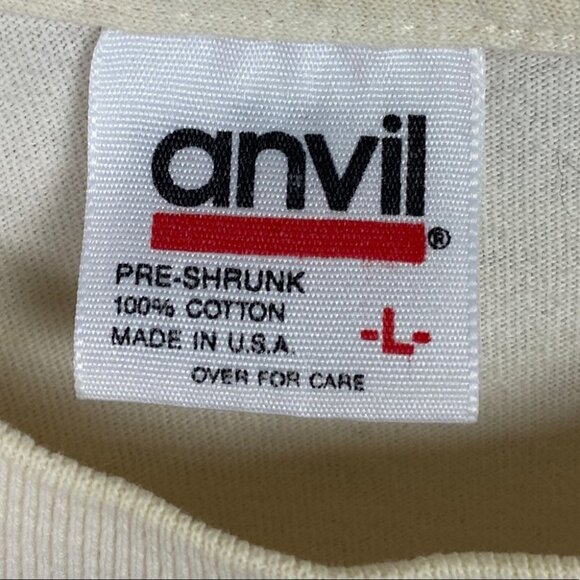 anvil®
PRE-SHRUNK
100% COTTON
MADE IN U.S.A.
-L-
OVER FOR CARE